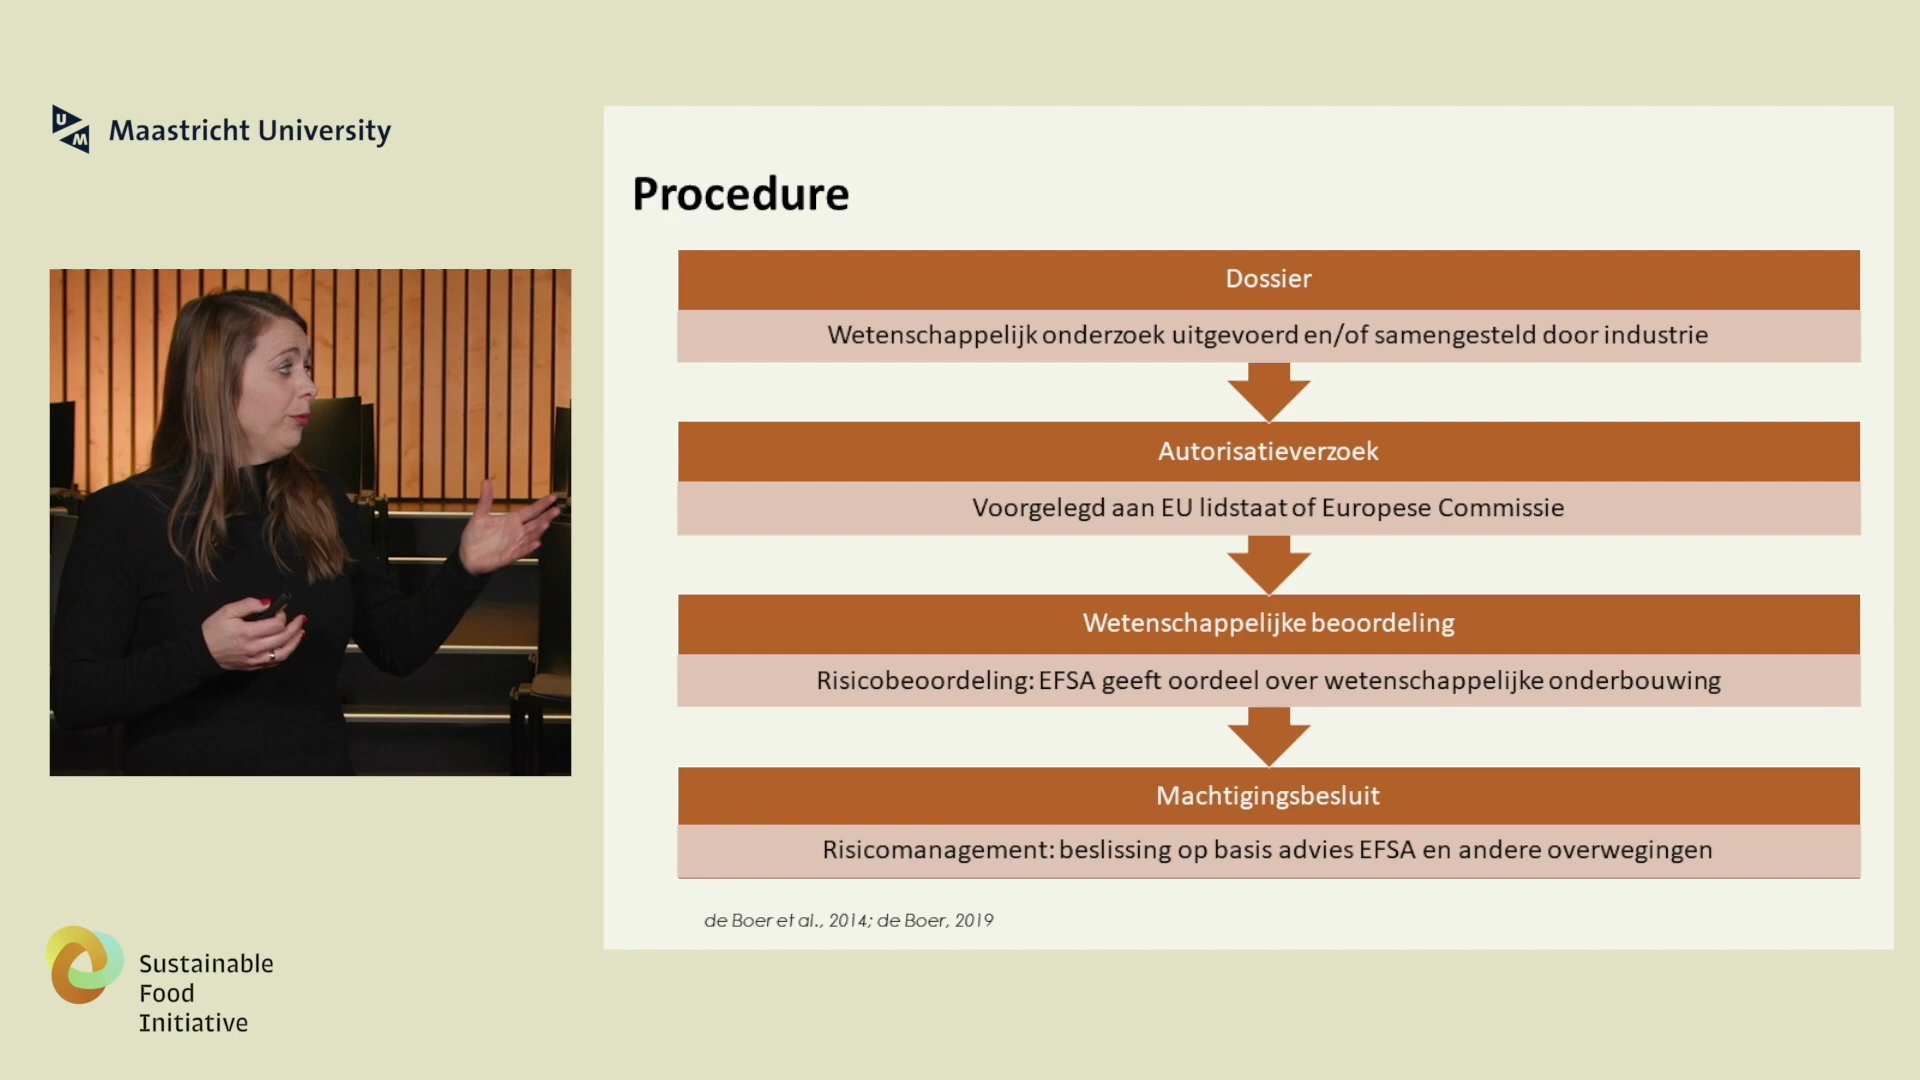 UM
Maastricht University
Procedure
Dossier
Wetenschappelijk onderzoek uitgevoerd en/of samengesteld door industrie
Autorisatieverzoek
Voorgelegd aan EU lidstaat of Europese Commissie
Wetenschappelijke beoordeling
Risicobeoordeling: EFSA geeft oordeel over wetenschappelijke onderbouwing
Machtigingsbesluit
Risicomanagement: beslissing op basis advies EFSA en andere overwegingen
de Boer et al., 2014; de Boer, 2019
Sustainable
Food
Initiative